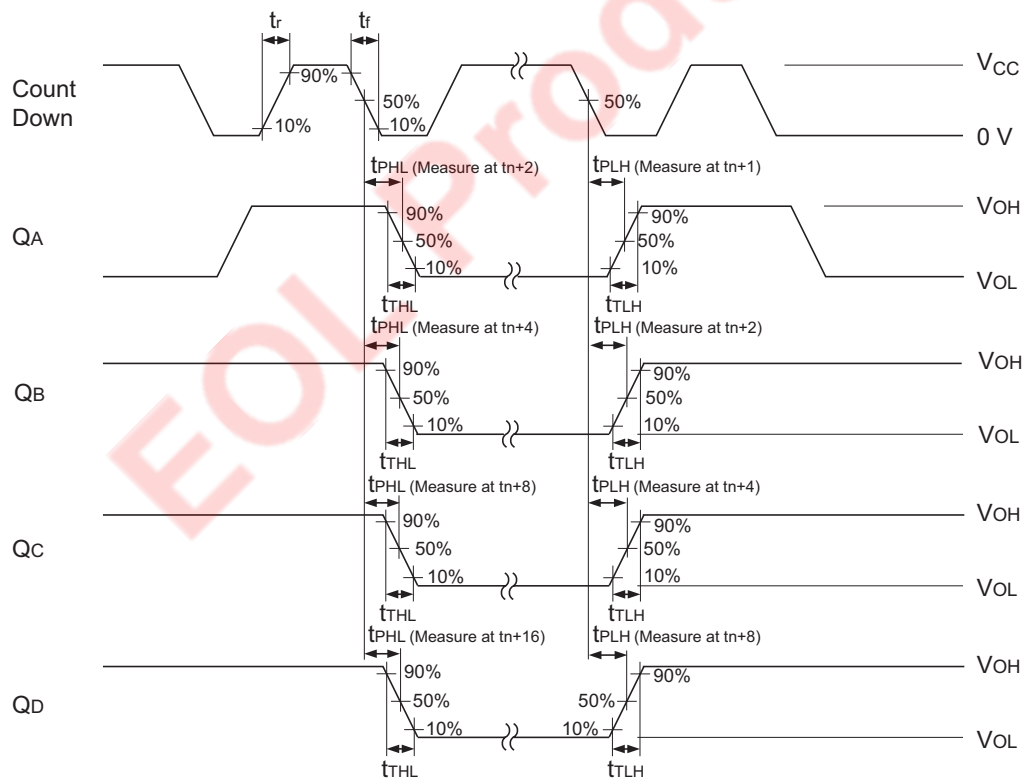 tr tf
VCC
90%
Count
Down
50%
50%
10% 10%
0 V
tPHL (Measure at tn+2) tPLH (Measure at tn+1)
VOH
90% 90%
QA
50% 50%
10% 10%
VOL
tTHL tTLH
tPHL (Measure at tn+4) tPLH (Measure at tn+2)
VOH
90% 90%
QB
50% 50%
10% 10%
VOL
tTHL tTLH
tPHL (Measure at tn+8) tPLH (Measure at tn+4)
VOH
90% 90%
QC
50% 50%
10% 10%
VOL
tTHL tTLH
tPHL (Measure at tn+16) tPLH (Measure at tn+8)
VOH
90% 90%
QD
50% 50%
10% 10%
VOL
tTHL tTLH
EOL Prod